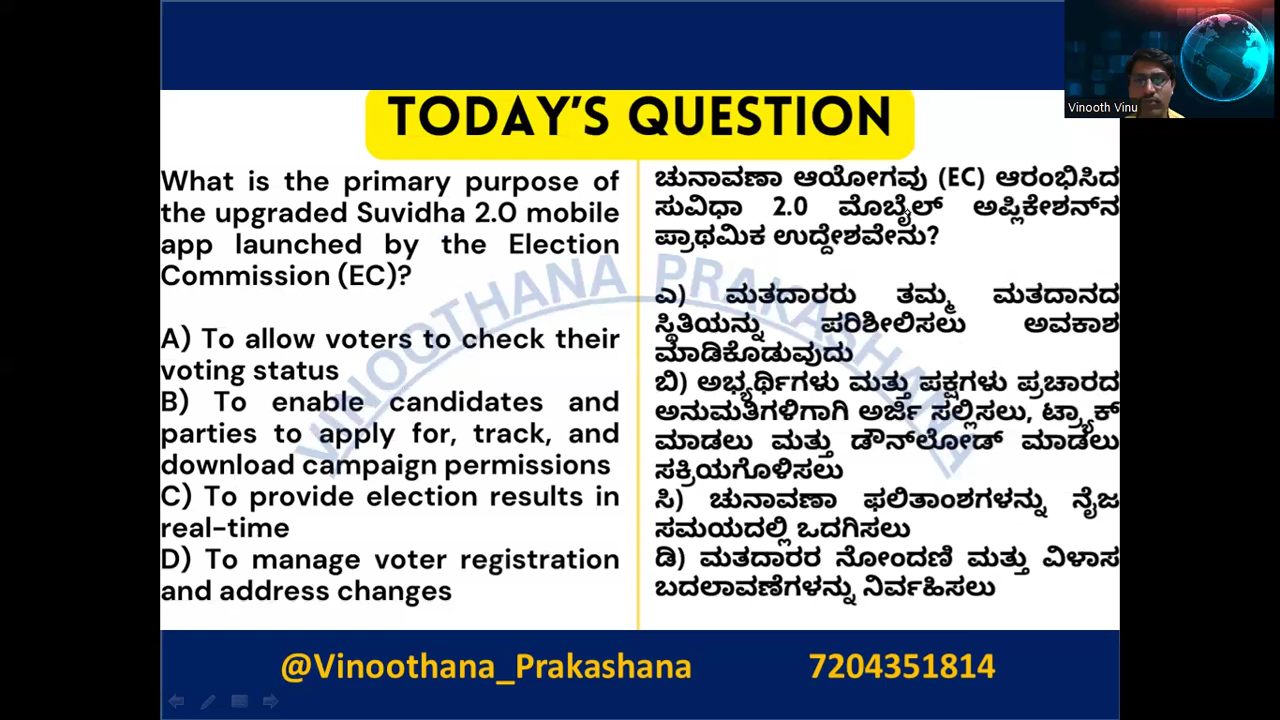 TODAY'S QUESTION
Vinooth Vinu
What is the primary purpose of
the upgraded Suvidha 2.0 mobile
app launched by the Election
Commission (EC)?
A) To allow voters to check their
voting status
B) To enable candidates and
parties to apply for, track, and
download campaign permissions
C) To provide election results in
real-time
D) To manage voter registration
and address changes
ಚುನಾವಣಾ ಆಯೋಗವು (EC) ಆರಂಭಿಸಿದ
ಸುವಿಧಾ 2.0 ಮೊಬೈಲ್ ಅಪ್ಲಿಕೇಶನ್‌ನ
ಪ್ರಾಥಮಿಕ ಉದ್ದೇಶವೇನು?
ಎ) ಮತದಾರರು ತಮ್ಮ ಮತದಾನದ
ಸ್ಥಿತಿಯನ್ನು ಪರಿಶೀಲಿಸಲು ಅವಕಾಶ
ಮಾಡಿಕೊಡುವುದು
ಬಿ) ಅಭ್ಯರ್ಥಿಗಳು ಮತ್ತು ಪಕ್ಷಗಳು ಪ್ರಚಾರದ
ಅನುಮತಿಗಳಿಗಾಗಿ ಅರ್ಜಿ ಸಲ್ಲಿಸಲು, ಟ್ರ್ಯಾಕ್
ಮಾಡಲು ಮತ್ತು ಡೌನ್‌ಲೋಡ್ ಮಾಡಲು
ಸಕ್ರಿಯಗೊಳಿಸಲು
ಸಿ) ಚುನಾವಣಾ ಫಲಿತಾಂಶಗಳನ್ನು ನೈಜ
ಸಮಯದಲ್ಲಿ ಒದಗಿಸಲು
ಡಿ) ಮತದಾರರ ನೋಂದಣಿ ಮತ್ತು ವಿಳಾಸ
ಬದಲಾವಣೆಗಳನ್ನು ನಿರ್ವಹಿಸಲು
VINOOTHANA PRAKASHANA
@Vinoothana_Prakashana 7204351814